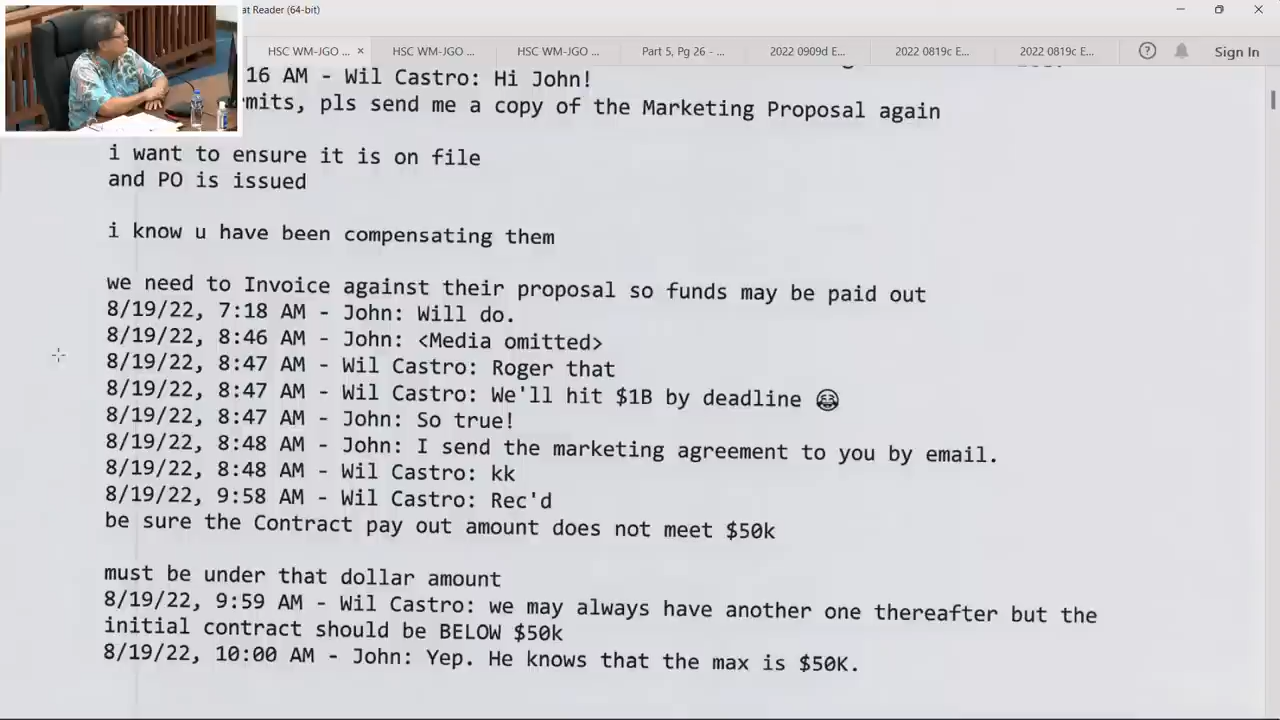 at Reader (64-bit)
HSC WM-JGO ... × HSC WM-JGO ... HSC WM-JGO ... Part 5, Pg 26 - ... 2022 0909d E... 2022 0819c E... 2022 0819c E... Sign In
16 AM - Wil Castro: Hi John!
rmits, pls send me a copy of the Marketing Proposal again
i want to ensure it is on file
and PO is issued
i know u have been compensating them
we need to Invoice against their proposal so funds may be paid out
8/19/22, 7:18 AM - John: Will do.
8/19/22, 8:46 AM - John: <Media omitted>
8/19/22, 8:47 AM - Wil Castro: Roger that
8/19/22, 8:47 AM - Wil Castro: We'll hit $1B by deadline 😂
8/19/22, 8:47 AM - John: So true!
8/19/22, 8:48 AM - John: I send the marketing agreement to you by email.
8/19/22, 8:48 AM - Wil Castro: kk
8/19/22, 9:58 AM - Wil Castro: Rec'd
be sure the Contract pay out amount does not meet $50k
must be under that dollar amount
8/19/22, 9:59 AM - Wil Castro: we may always have another one thereafter but the
initial contract should be BELOW $50k
8/19/22, 10:00 AM - John: Yep. He knows that the max is $50K.